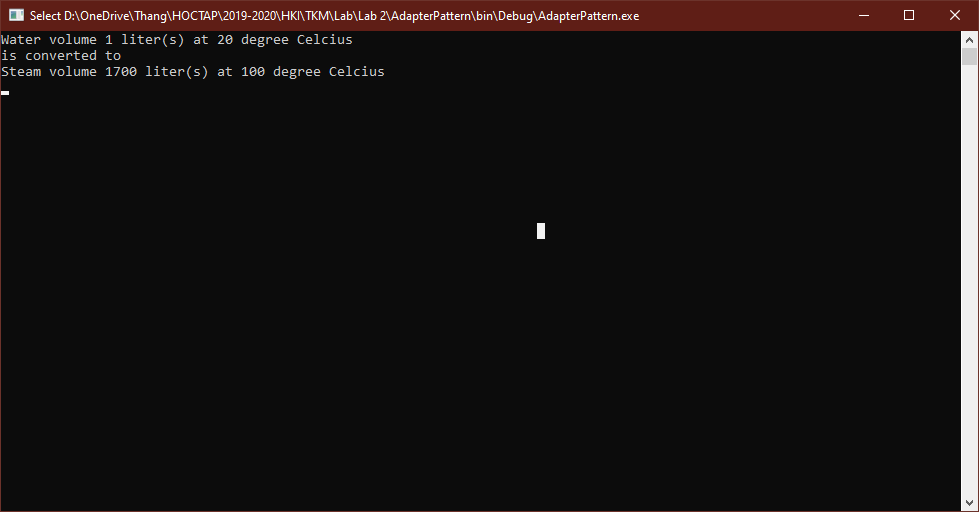 Select D:\OneDrive\Thang\HOCTAP\2019-2020\HKI\TKM\Lab\Lab 2\AdapterPattern\bin\Debug\AdapterPattern.exe
Water volume 1 liter(s) at 20 degree Celcius
is converted to
Steam volume 1700 liter(s) at 100 degree Celcius